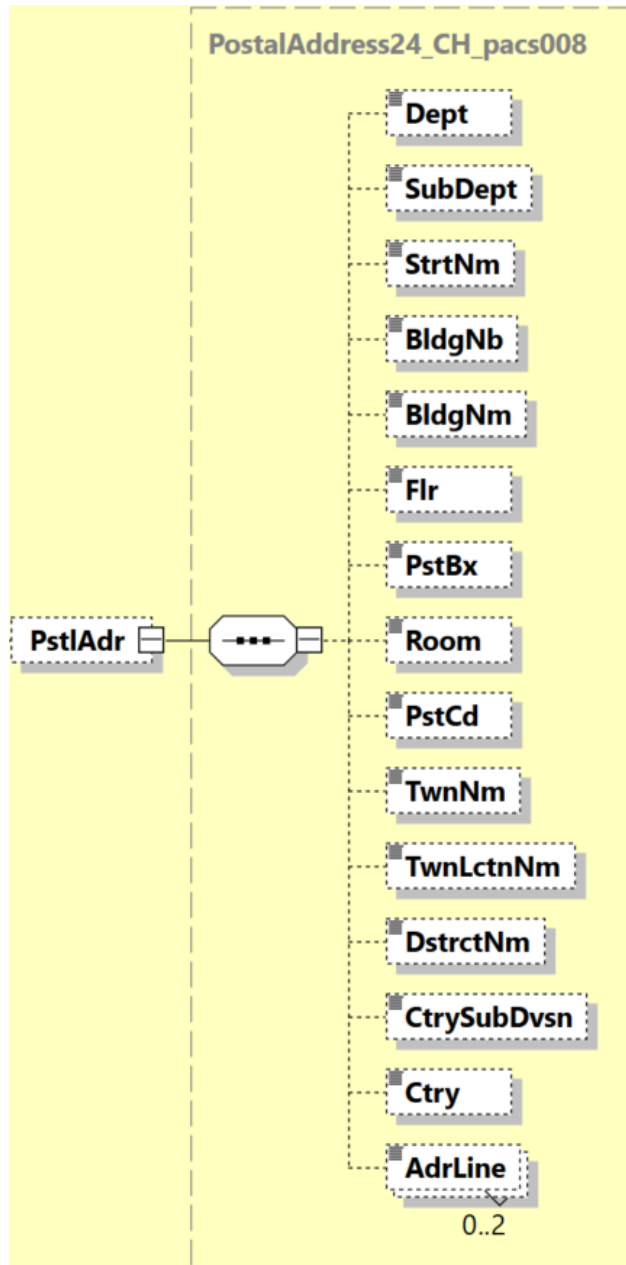 PostalAddress24_CH_pacs008
Dept
SubDept
StrtNm
BldgNb
BldgNm
Flr
PstBx
PstlAdr
Room
PstCd
TwnNm
TwnLctnNm
DstrctNm
CtrySubDvsn
Ctry
AdrLine
0..2